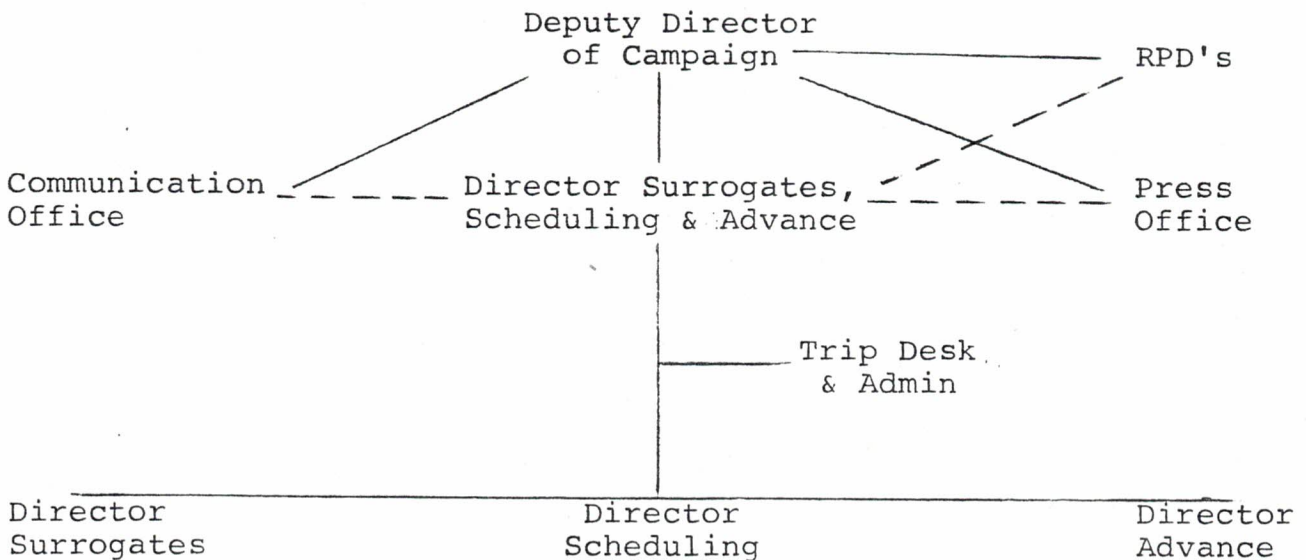 Deputy Director
of Campaign
RPD's
Communication
Office
Director Surrogates,
Scheduling & Advance
Press
Office
Trip Desk
& Admin
Director
Surrogates
Director
Scheduling
Director
Advance